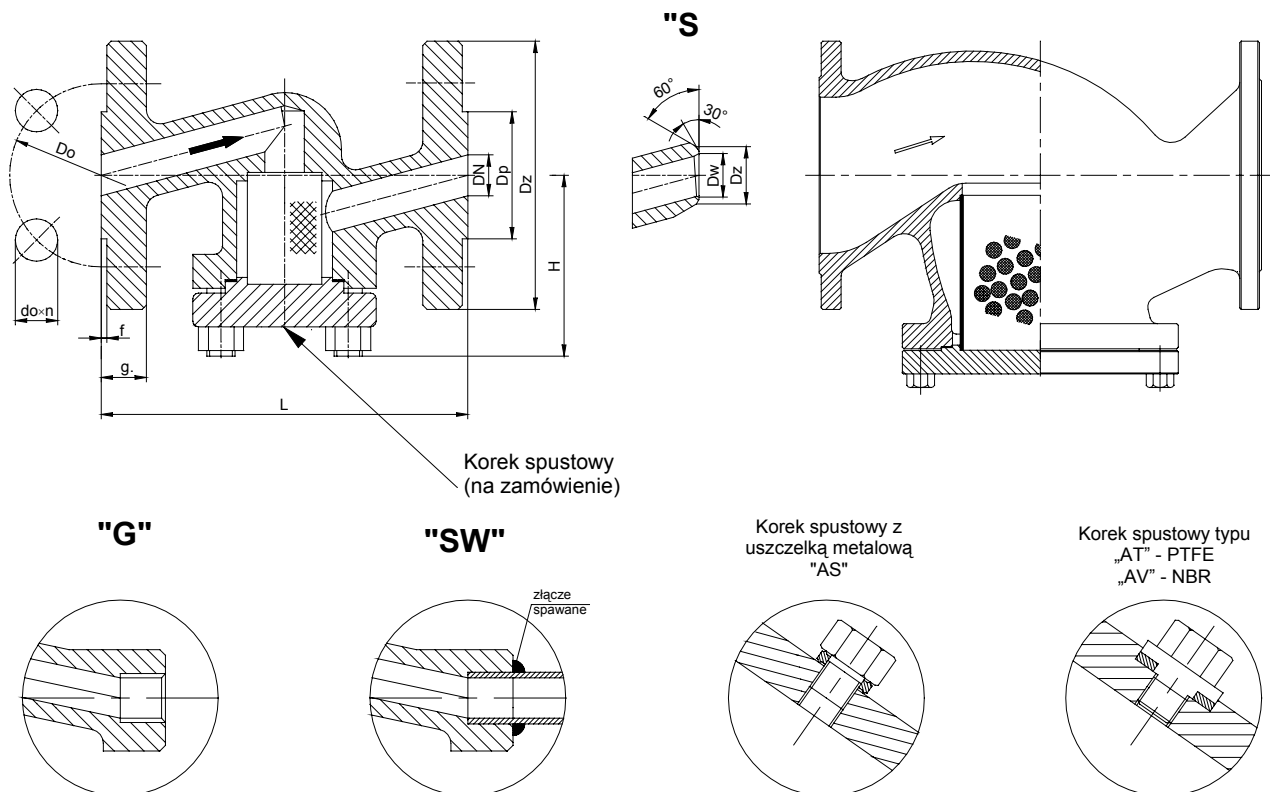 "S
60°
30°
Do
DN
Dp
Dz
Dw
Dz
H
do×n
f
g.
L
Korek spustowy
(na zamówienie)
"G"
"SW"
Korek spustowy z
uszczelką metalową
"AS"
Korek spustowy typu
„AT” - PTFE
„AV” - NBR
złącze
spawane